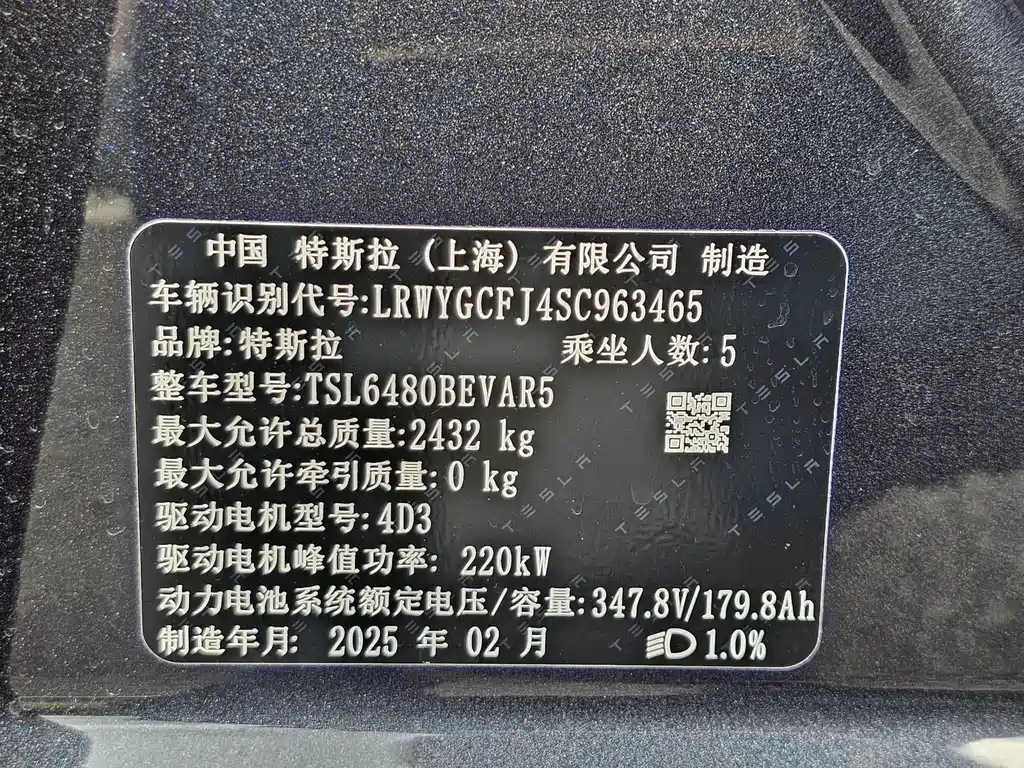 中国 特斯拉（上海）有限公司 制造
车辆识别代号:LRWYGCFJ4SC963465
品牌:特斯拉 乘坐人数:5
整车型号:TSL6480BEVAR5
最大允许总质量:2432 kg
最大允许牵引质量:0 kg
驱动电机型号:4D3
驱动电机峰值功率: 220kW
动力电池系统额定电压/容量:347.8V/179.8Ah
制造年月: 2025 年 02 月 1.0%